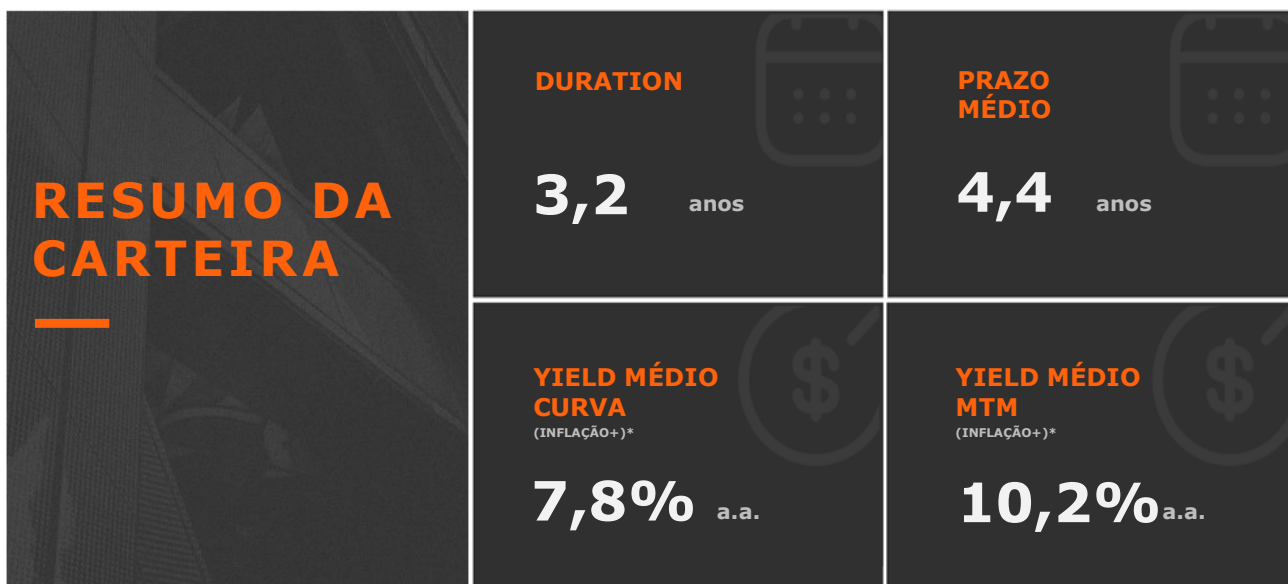 RESUMO DA
CARTEIRA
DURATION
3,2 anos
PRAZO
MÉDIO
4,4 anos
YIELD MÉDIO
CURVA
(INFLAÇÃO+)*
7,8% a.a.
YIELD MÉDIO
MTM
(INFLAÇÃO+)*
10,2% a.a.